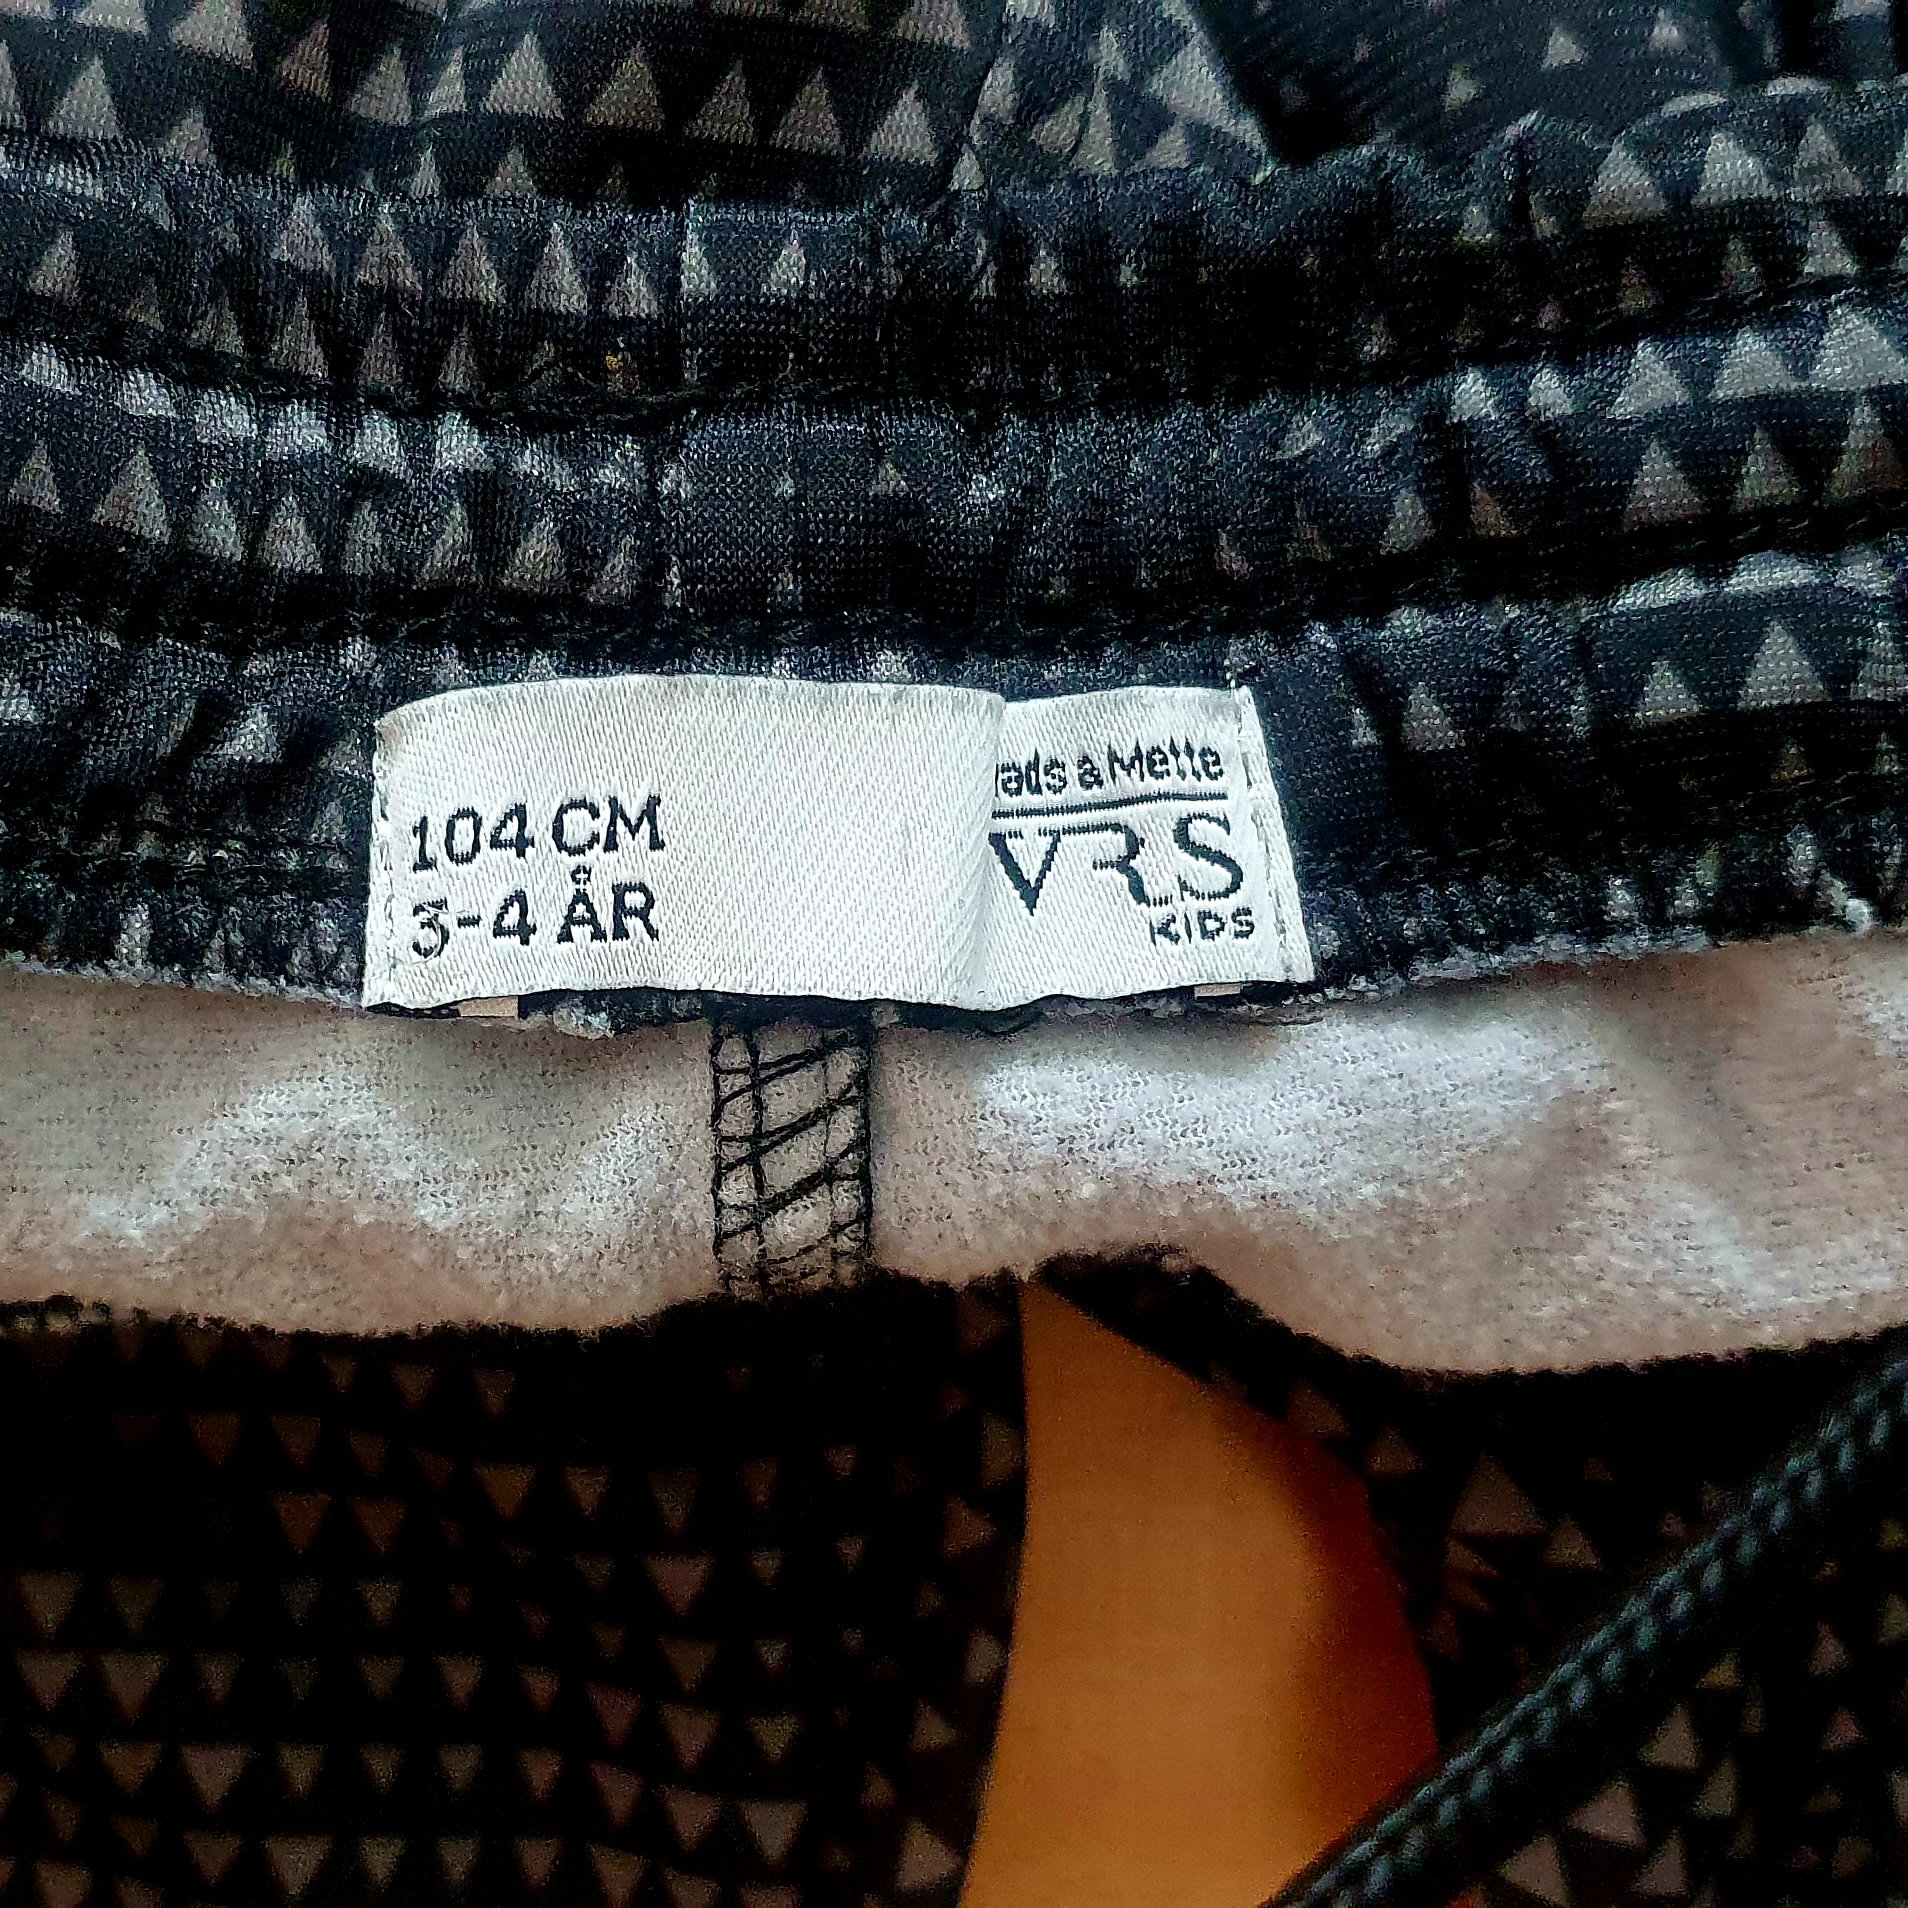 104 CM
3-4 ÅR
ads & Mette
VRS
KIDS